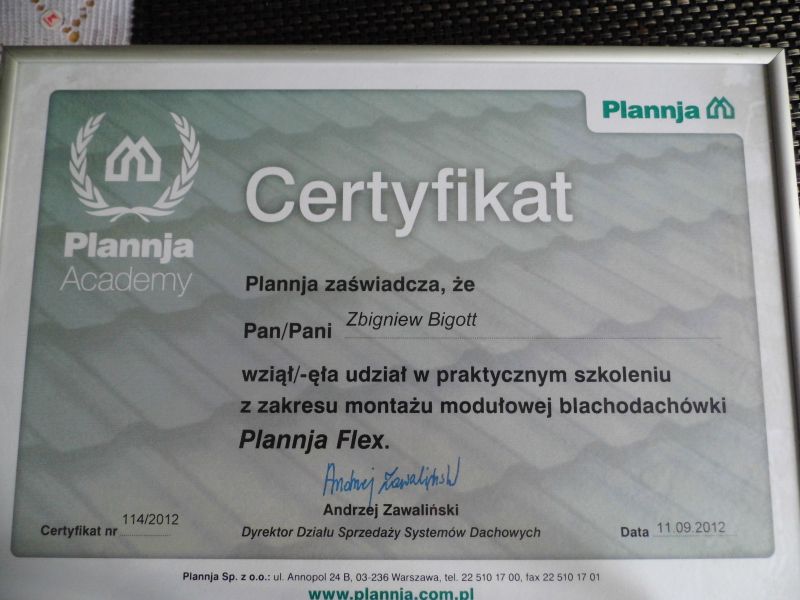 Plannja
Plannja
Academy
Certyfikat
Plannja zaświadcza, że
Pan/Pani Zbigniew Bigott
wziął/-ęła udział w praktycznym szkoleniu
z zakresu montażu modułowej blachodachówki
Plannja Flex.
Andrzej Zawaliński
Andrzej Zawaliński
Dyrektor Działu Sprzedaży Systemów Dachowych
Certyfikat nr 114/2012
Data 11.09.2012
Plannja Sp. z o.o.: ul. Annopol 24 B, 03-236 Warszawa, tel. 22 510 17 00, fax 22 510 17 01
www.plannja.com.pl